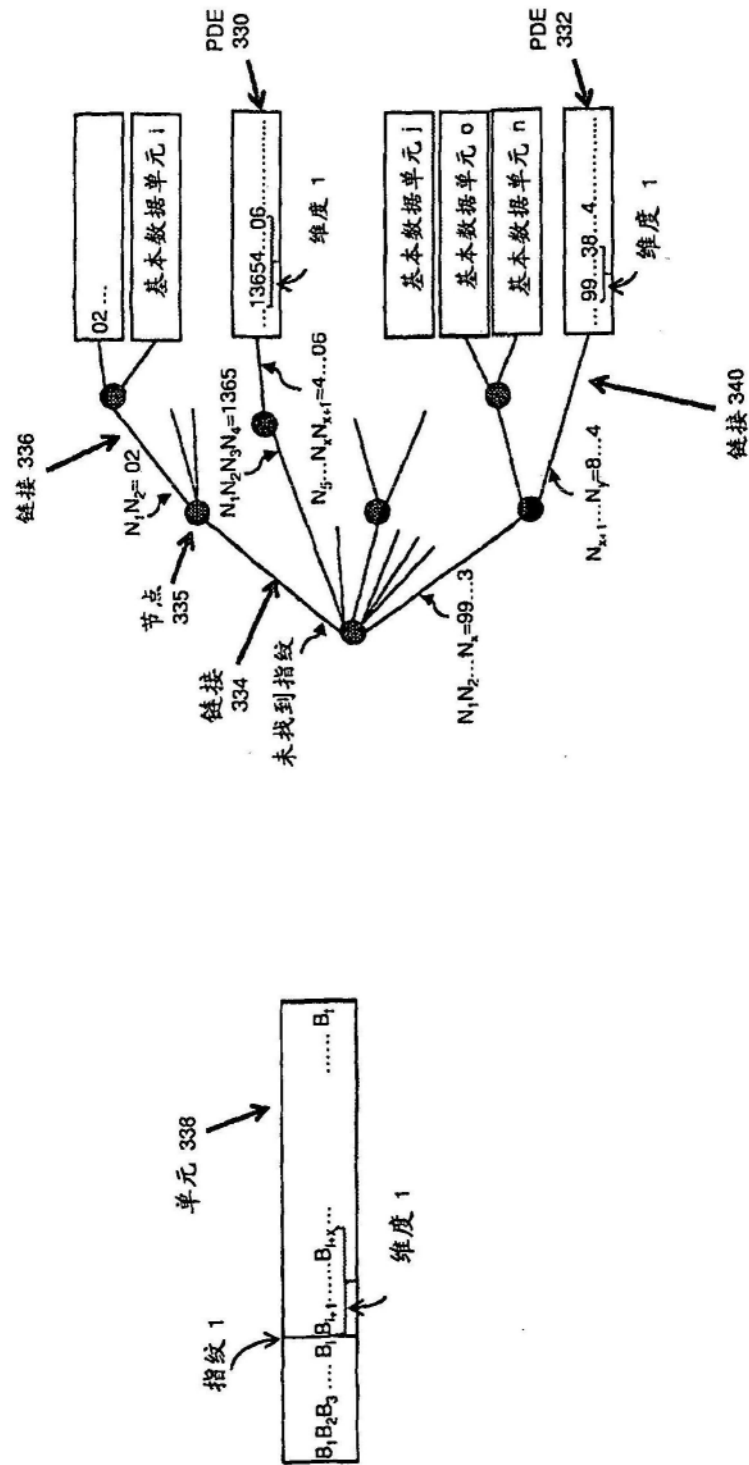 指纹 1
单元 338
B₁B₂B₃ ..... Bᵢ Bᵢ₊₁ ....... Bᵢ₊ₓ ... ....... Bₜ
维度 1
链接 336
N₁N₂= 02
节点
335
链接
334
未找到指纹
02 ...
基本数据单元 i
PDE
330
N₁N₂N₃N₄=1365
....13654....06...............
N₅...NₓNₓ₊₁=4...06
维度 1
基本数据单元 j
基本数据单元 o
基本数据单元 n
PDE
332
N₁N₂...Nₓ=99...3
.... 99....38....4..............
Nₓ₊₁...Nᵧ=8...4
维度 1
链接
340